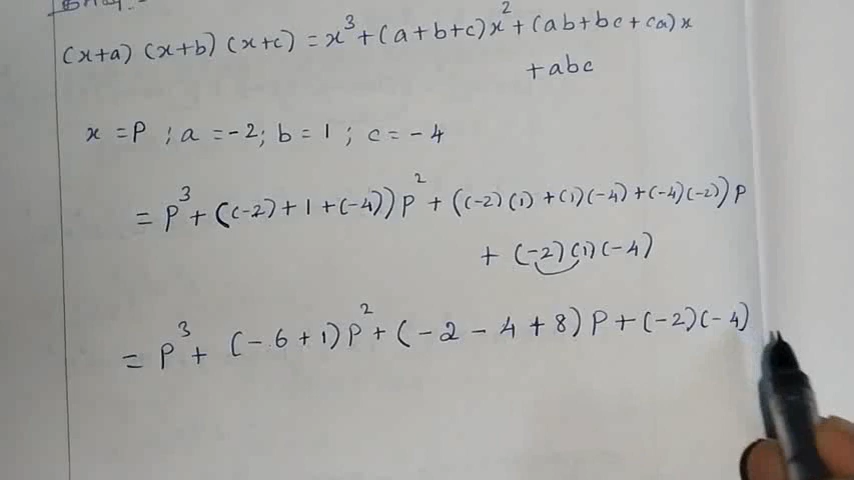 (x+a) (x+b) (x+c) = x³ + (a+b+c)x² + (ab+bc+ca)x
+abc
x = P ; a = -2; b = 1 ; c = -4
= P³ + ((-2) + 1 + (-4)) P² + ((-2) (1) + (1) (-4) + (-4) (-2)) P
+ (-2) (1) (-4)
= P³ + (-6 + 1) P² + (-2 - 4 + 8) P + (-2) (-4)